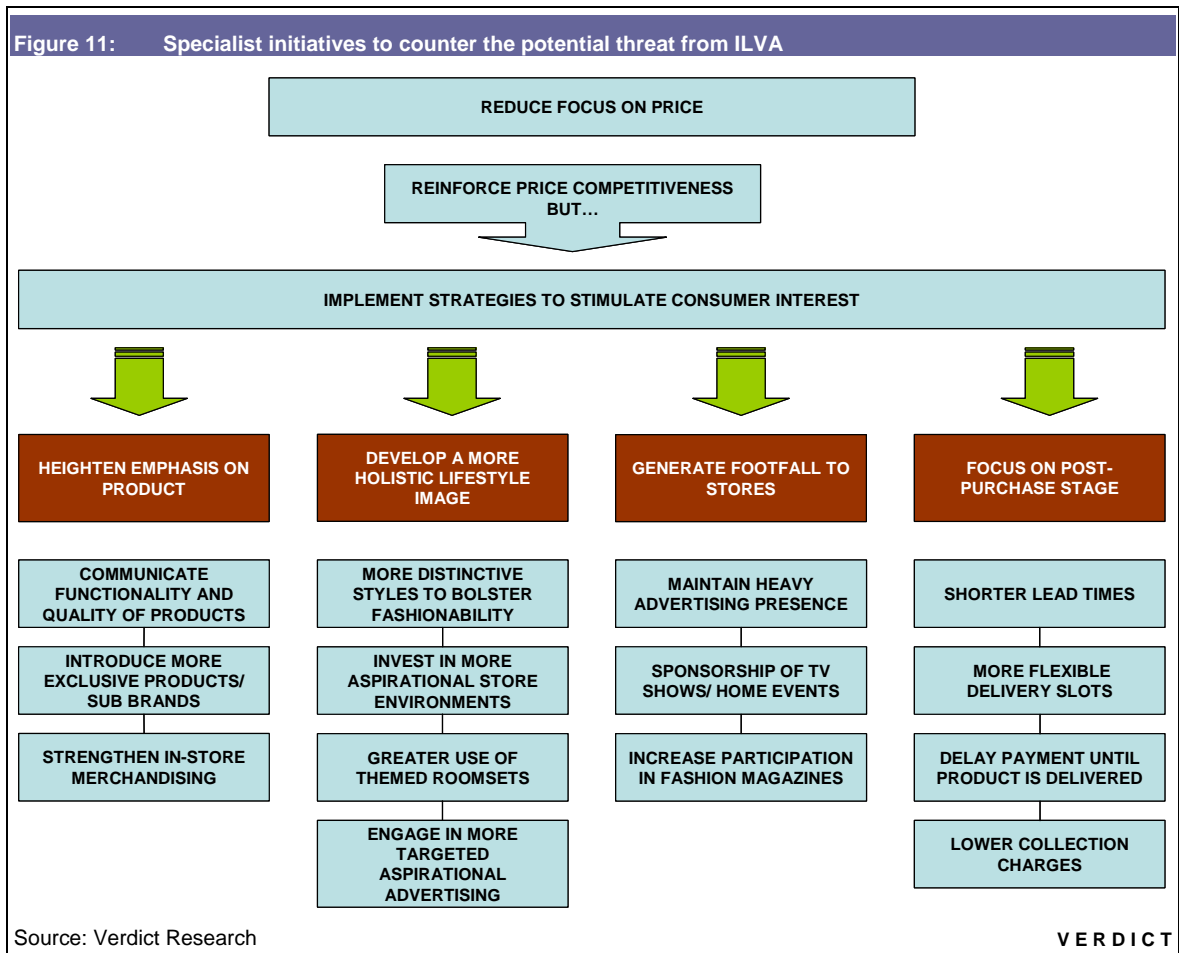 Figure 11: Specialist initiatives to counter the potential threat from ILVA
REDUCE FOCUS ON PRICE
REINFORCE PRICE COMPETITIVENESS
BUT…
IMPLEMENT STRATEGIES TO STIMULATE CONSUMER INTEREST
HEIGHTEN EMPHASIS ON
PRODUCT
COMMUNICATE
FUNCTIONALITY AND
QUALITY OF PRODUCTS
INTRODUCE MORE
EXCLUSIVE PRODUCTS/
SUB BRANDS
STRENGTHEN IN-STORE
MERCHANDISING
DEVELOP A MORE
HOLISTIC LIFESTYLE
IMAGE
MORE DISTINCTIVE
STYLES TO BOLSTER
FASHIONABILITY
INVEST IN MORE
ASPIRATIONAL STORE
ENVIRONMENTS
GREATER USE OF
THEMED ROOMSETS
ENGAGE IN MORE
TARGETED
ASPIRATIONAL
ADVERTISING
GENERATE FOOTFALL TO
STORES
MAINTAIN HEAVY
ADVERTISING PRESENCE
SPONSORSHIP OF TV
SHOWS/ HOME EVENTS
INCREASE PARTICIPATION
IN FASHION MAGAZINES
FOCUS ON POST-
PURCHASE STAGE
SHORTER LEAD TIMES
MORE FLEXIBLE
DELIVERY SLOTS
DELAY PAYMENT UNTIL
PRODUCT IS DELIVERED
LOWER COLLECTION
CHARGES
Source: Verdict Research
VERDICT